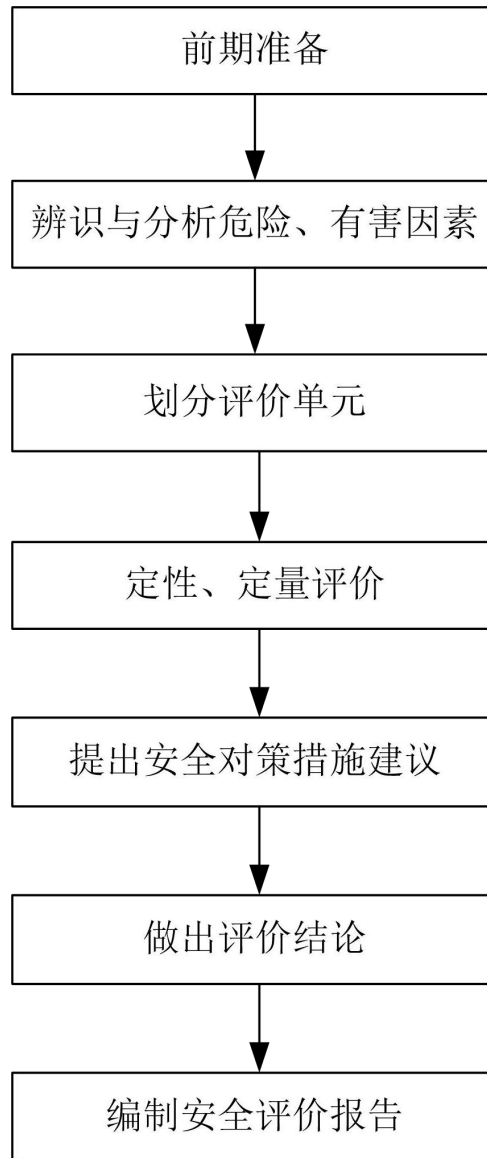 前期准备
辨识与分析危险、有害因素
划分评价单元
定性、定量评价
提出安全对策措施建议
做出评价结论
编制安全评价报告